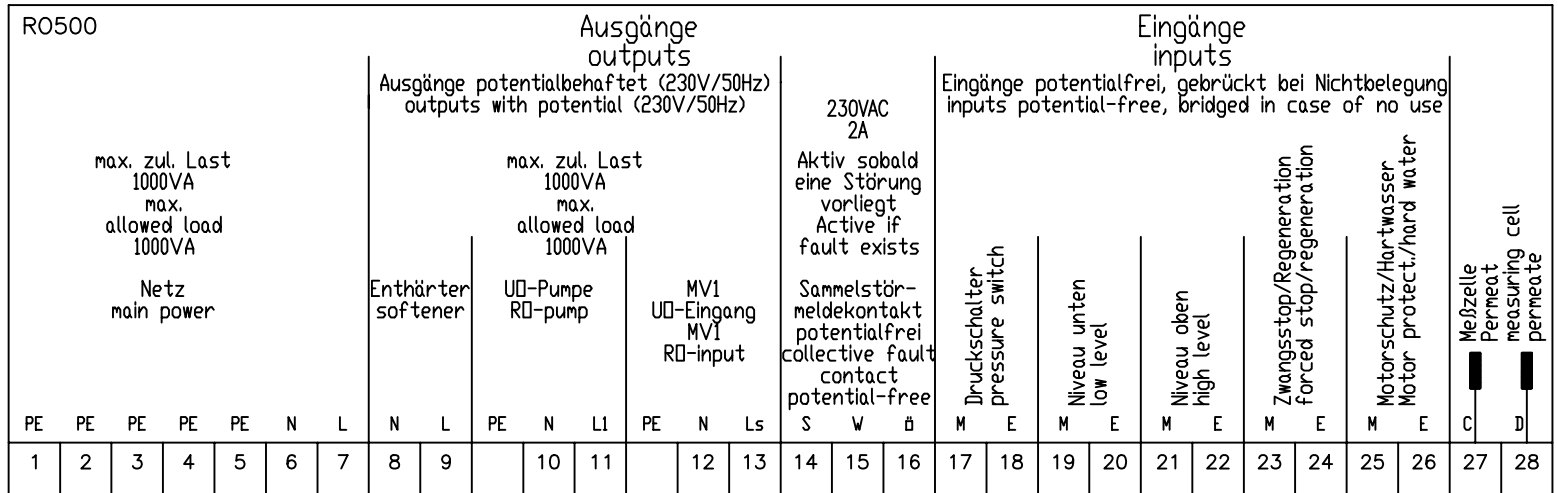 RO500
Ausgänge
outputs
Eingänge
inputs
Ausgänge potentialbehaftet (230V/50Hz)
outputs with potential (230V/50Hz)
Eingänge potentialfrei, gebrückt bei Nichtbelegung
inputs potential-free, bridged in case of no use
max. zul. Last
1000VA
max.
allowed load
1000VA
Netz
main power
max. zul. Last
1000VA
max.
allowed load
1000VA
Enthärter
softener
UO-Pumpe
RO-pump
MV1
UO-Eingang
MV1
RO-input
230VAC
2A
Aktiv sobald
eine Störung
vorliegt
Active if
fault exists
Sammelstör-
meldekontakt
potentialfrei
collective fault
contact
potential-free
Druckschalter
pressure switch
Niveau unten
low level
Niveau oben
high level
Zwangsstop/Regeneration
forced stop/regeneration
Motorschutz/Hartwasser
Motor protect./hard water
Meßzelle
Permeat
measuring cell
permeate
PE PE PE PE PE N L N L PE N L1 PE N Ls S W ö M E M E M E M E M E C D
1 2 3 4 5 6 7 8 9 10 11 12 13 14 15 16 17 18 19 20 21 22 23 24 25 26 27 28